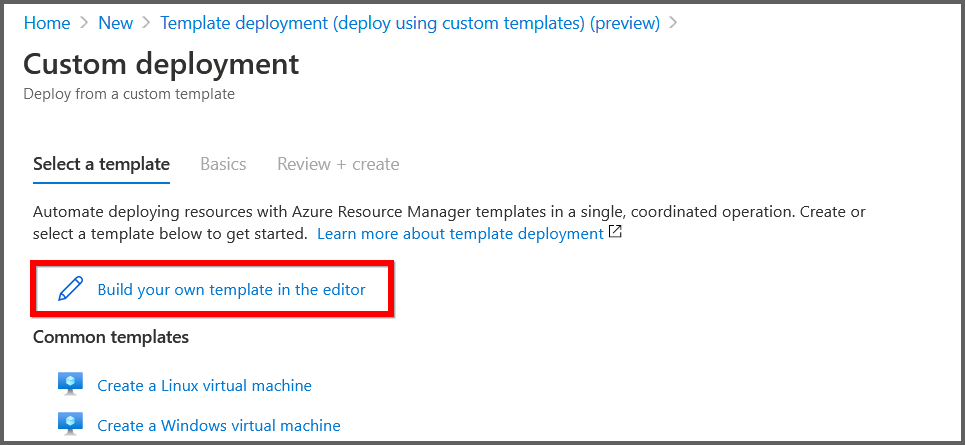 Home > New > Template deployment (deploy using custom templates) (preview) >
Custom deployment
Deploy from a custom template
Select a template Basics Review + create
Automate deploying resources with Azure Resource Manager templates in a single, coordinated operation. Create or
select a template below to get started. Learn more about template deployment
Build your own template in the editor
Common templates
Create a Linux virtual machine
Create a Windows virtual machine